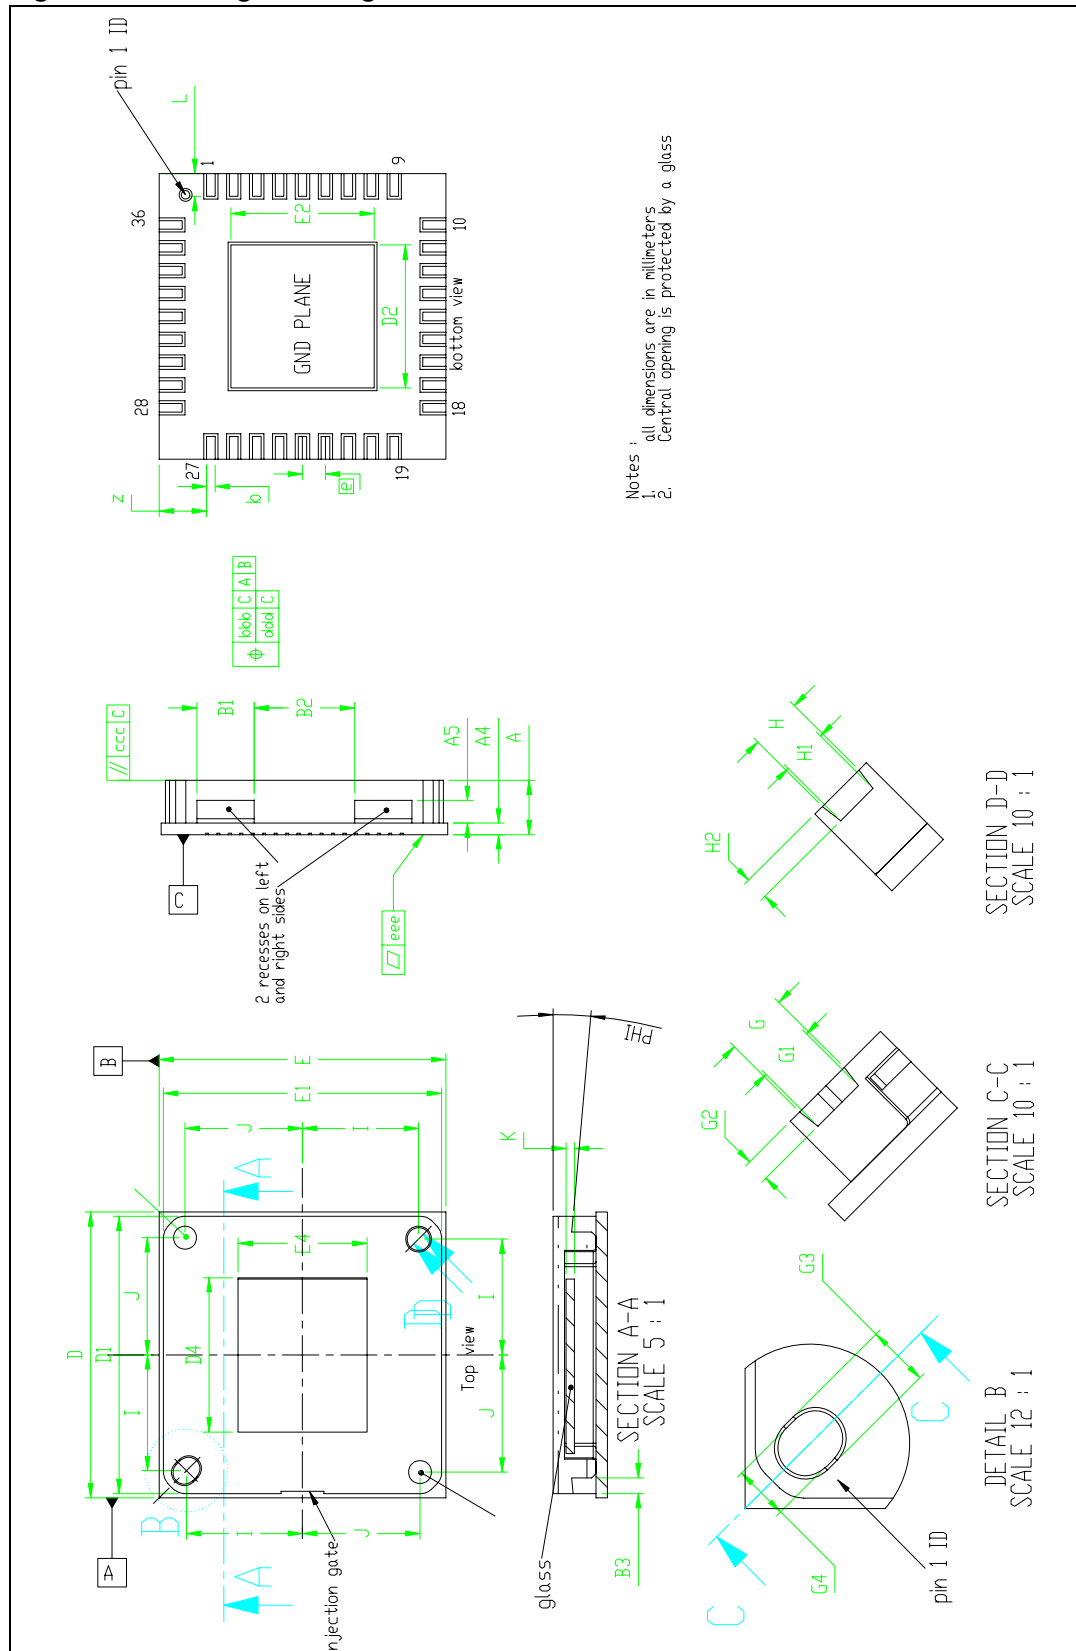 pin 1 ID
L
1
9
36
10
E2
GND PLANE
D2
bottom view
28
18
27
19
z
b
e
Notes :
1. all dimensions are in milimeters
2. Central opening is protected by a glass
bbb C A B
ddd C
// ccc C
B1
B2
A5
A4
A
C
2 recesses on left
and right sides
eee
H
H1
H2
SECTION D-D
SCALE 10 : 1
B
E
E1
J
I
A
D
D1
J
I
D4
E4
I
J
D
Top view
B
A
I
J
A
injection gate
PHI
K
SECTION A-A
SCALE 5 : 1
glass
B3
G
G1
G2
SECTION C-C
SCALE 10 : 1
G3
G4
C
C
pin 1 ID
DETAIL B
SCALE 12 : 1